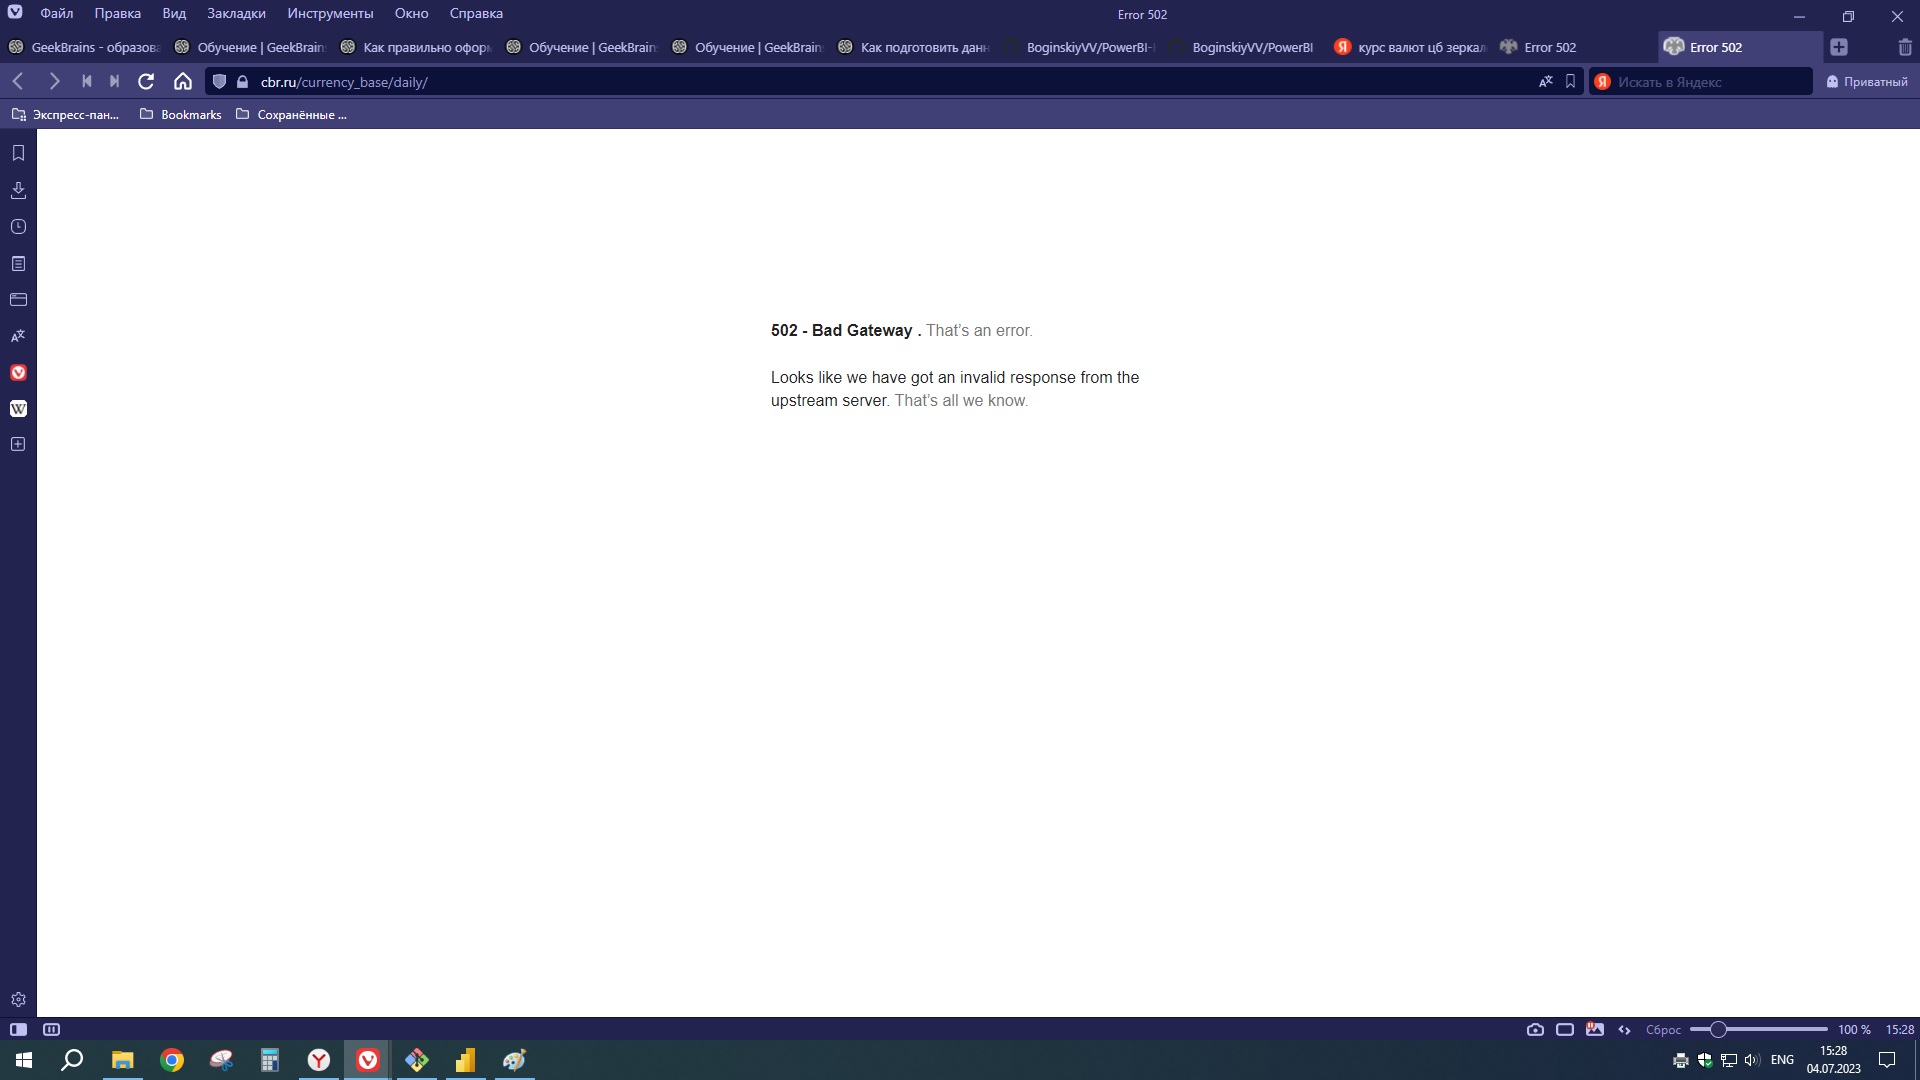 Файл Правка Вид Закладки Инструменты Окно Справка
Error 502
GeekBrains - образова
Обучение | GeekBrain
Как правильно оформ
Обучение | GeekBrain
Обучение | GeekBrain
Как подготовить данн
BoginskiyVV/PowerBI-
BoginskiyVV/PowerBI
курс валют цб зеркал
Error 502
Error 502
cbr.ru/currency_base/daily/
Искать в Яндекс
Приватный
Экспресс-пан...
Bookmarks
Сохранённые ...
502 - Bad Gateway . That's an error.
Looks like we have got an invalid response from the
upstream server. That's all we know.
Сброс
100 %
15:28
ENG
15:28
04.07.2023